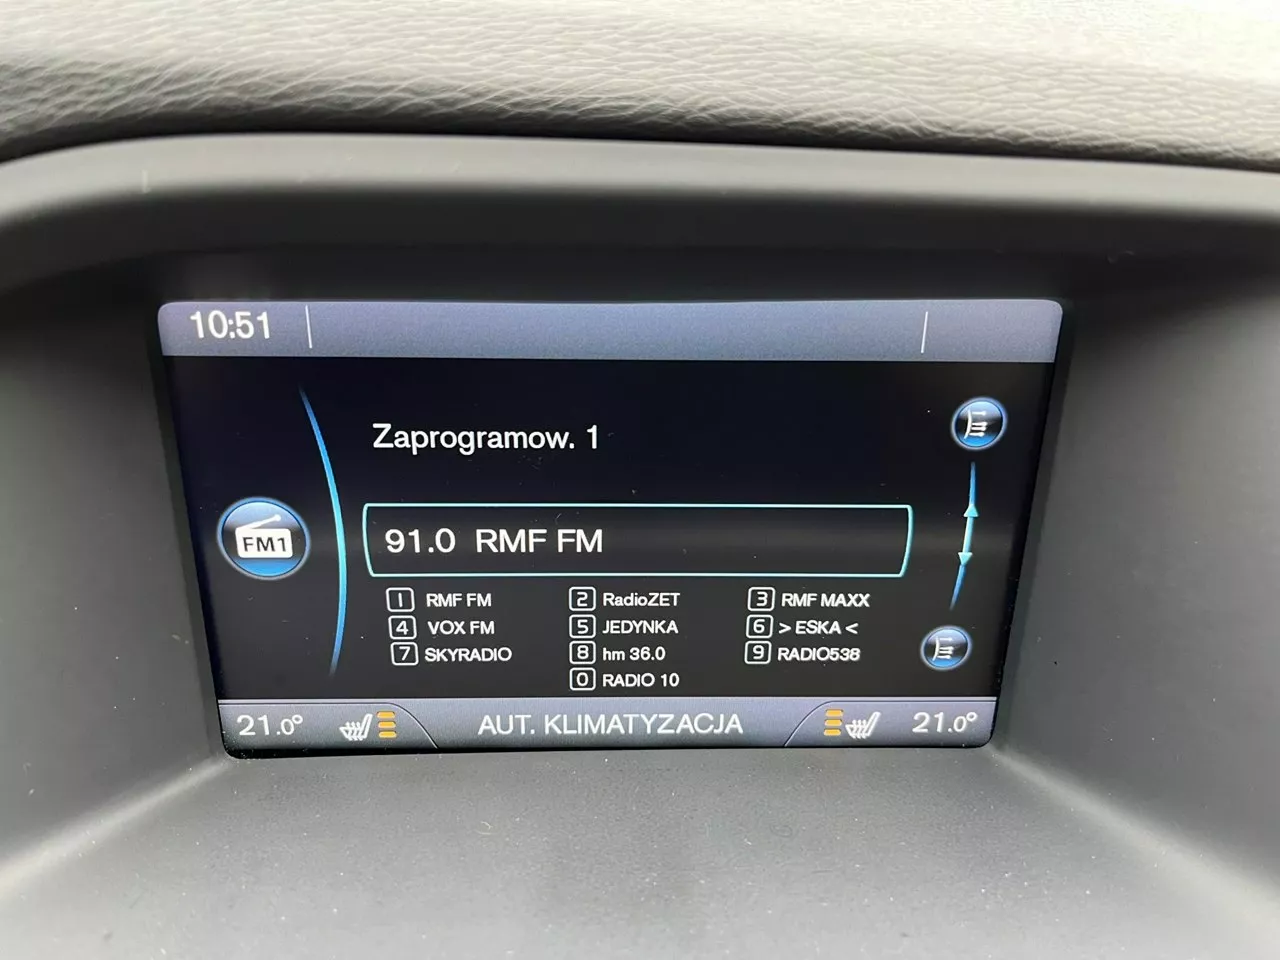 10:51
Zaprogramow. 1
FM1
91.0 RMF FM
1 RMF FM 2 RadioZET 3 RMF MAXX
4 VOX FM 5 JEDYNKA 6 > ESKA <
7 SKYRADIO 8 hm 36.0 9 RADIO538
0 RADIO 10
21.0° AUT. KLIMATYZACJA 21.0°